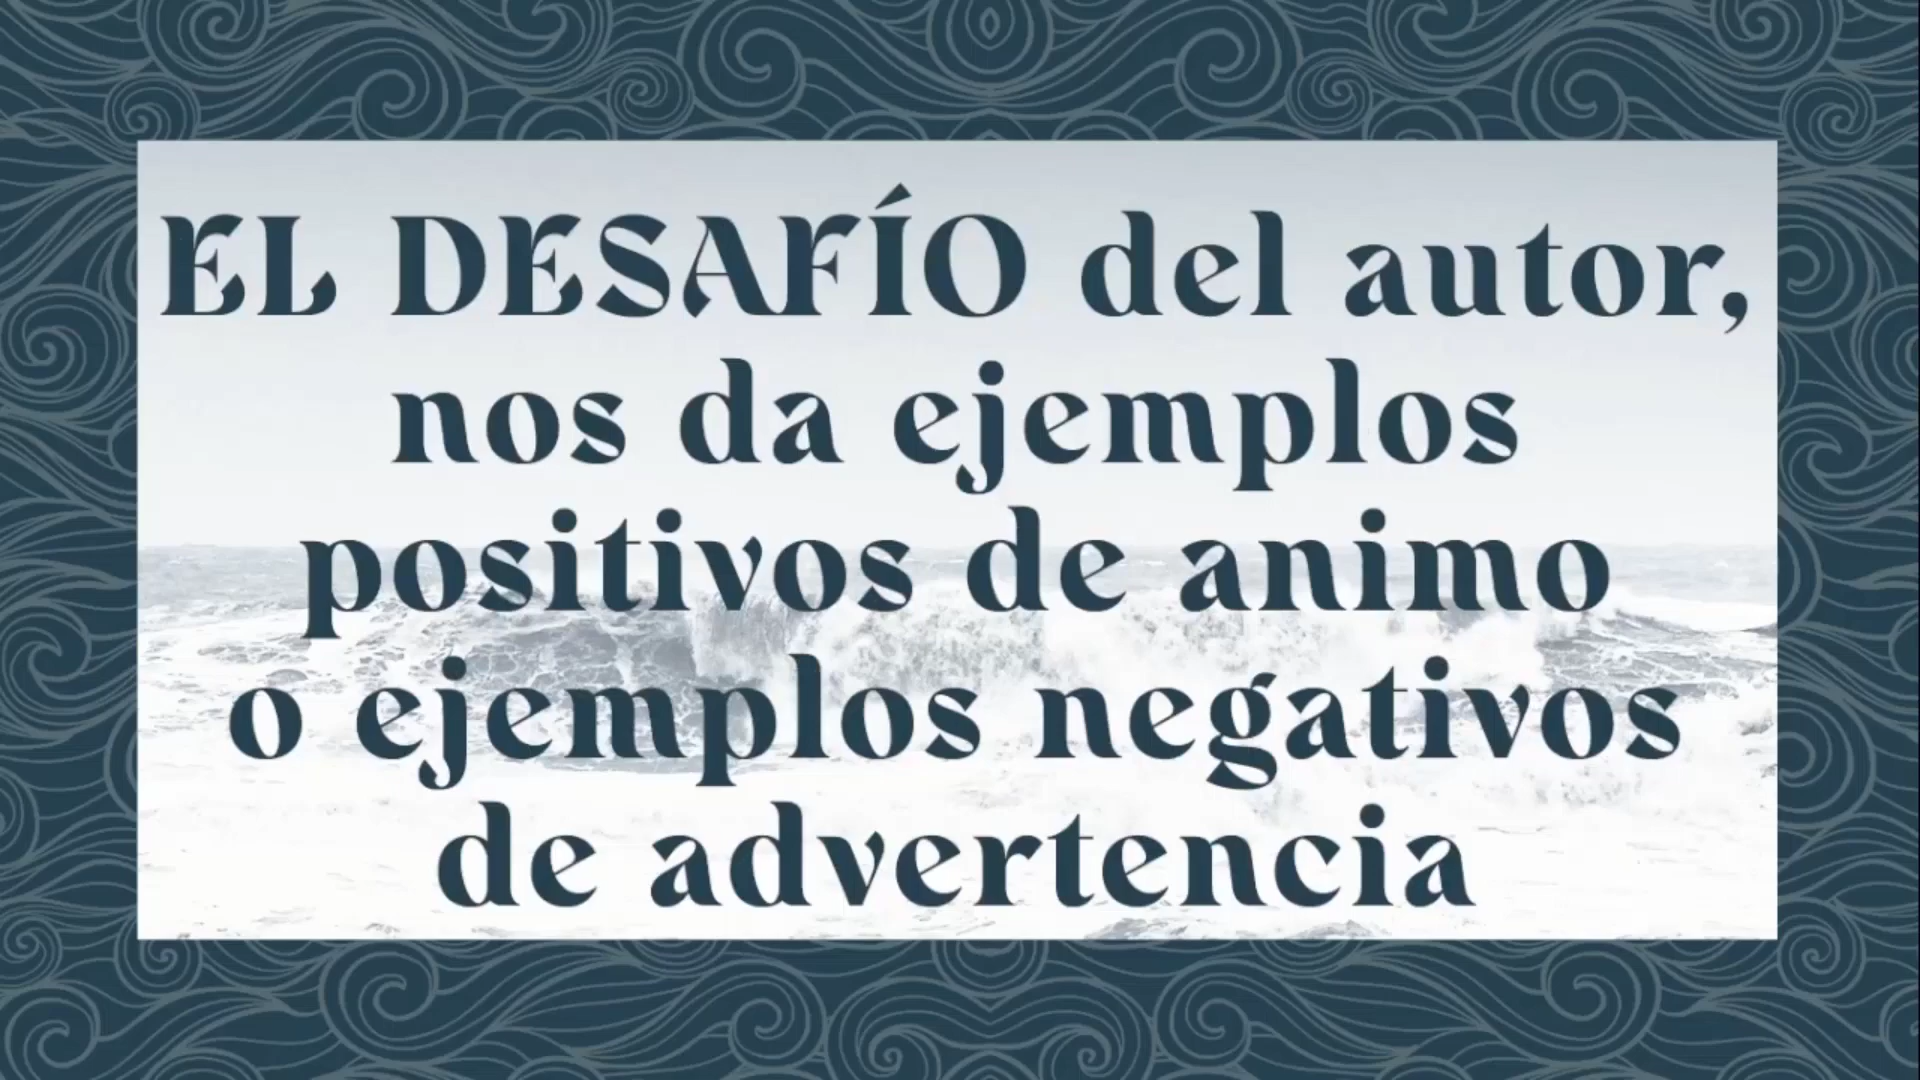 EL DESAFÍO del autor,
nos da ejemplos
positivos de animo
o ejemplos negativos
de advertencia